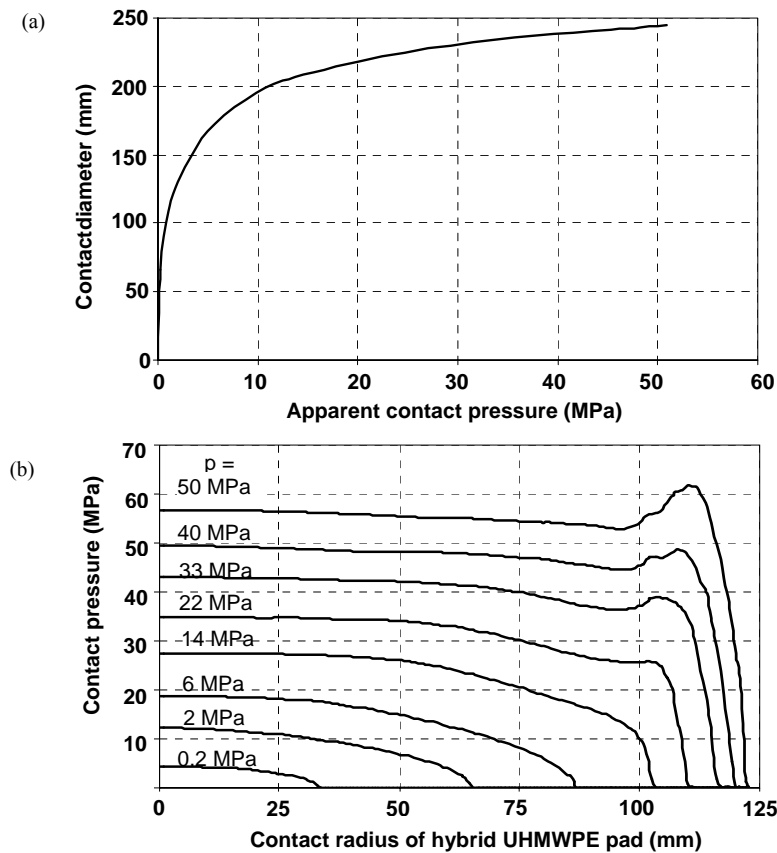 (a)
250
200
150
100
50
0
Contactdiameter (mm)
0 10 20 30 40 50 60
Apparent contact pressure (MPa)
(b)
70
60
50
40
30
20
10
Contact pressure (MPa)
p =
50 MPa
40 MPa
33 MPa
22 MPa
14 MPa
6 MPa
2 MPa
0.2 MPa
0 25 50 75 100 125
Contact radius of hybrid UHMWPE pad (mm)